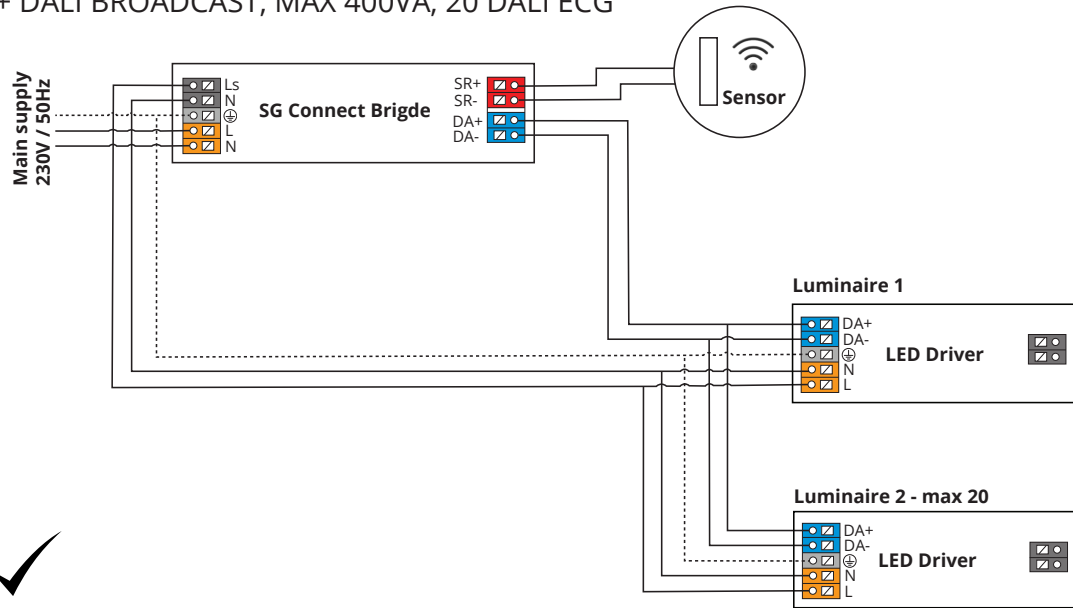 + DALI BROADCAST, MAX 400VA, 20 DALI ECG
Main supply
230V / 50Hz
Ls
N
L
N
SG Connect Brigde
SR+
SR-
DA+
DA-
Sensor
Luminaire 1
DA+
DA-
N
L
LED Driver
Luminaire 2 - max 20
DA+
DA-
N
L
LED Driver